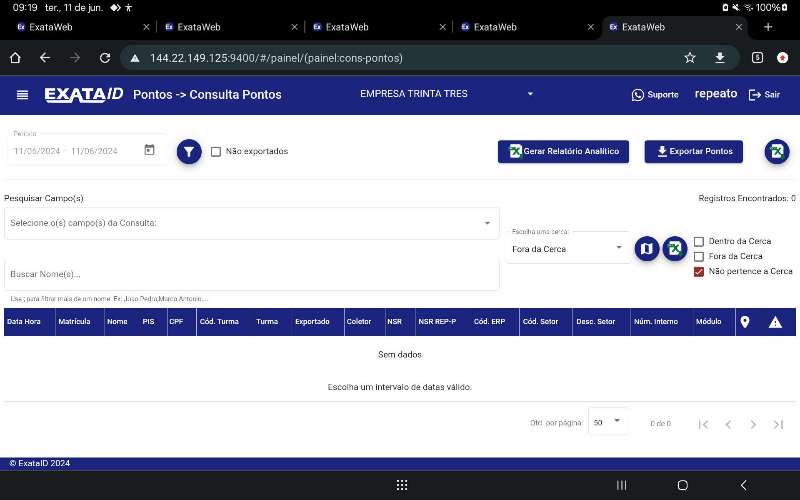 09:19 ter., 11 de jun. 100%
ExataWeb ExataWeb ExataWeb ExataWeb ExataWeb
144.22.149.125:9400/#/painel/(painel:cons-pontos) 5
EXATAID Pontos -> Consulta Pontos EMPRESA TRINTA TRES Suporte repeato Sair
Período
11/06/2024 – 11/06/2024 Não exportados Gerar Relatório Analítico Exportar Pontos
Pesquisar Campo(s) Registros Encontrados: 0
Selecione o(s) campo(s) da Consulta:
Escolha uma cerca:
Fora da Cerca
Dentro da Cerca
Fora da Cerca
Não pertence a Cerca
Buscar Nome(s)...
Use ; para filtrar mais de um nome. Ex: Joao Pedro;Marco Antonio;...
Data Hora Matrícula Nome PIS CPF Cód. Turma Turma Exportado Coletor NSR NSR REP-P Cód. ERP Cód. Setor Desc. Setor Núm. Interno Módulo
Sem dados
Escolha um intervalo de datas válido.
Qtd. por página: 50 0 de 0
© ExataID 2024